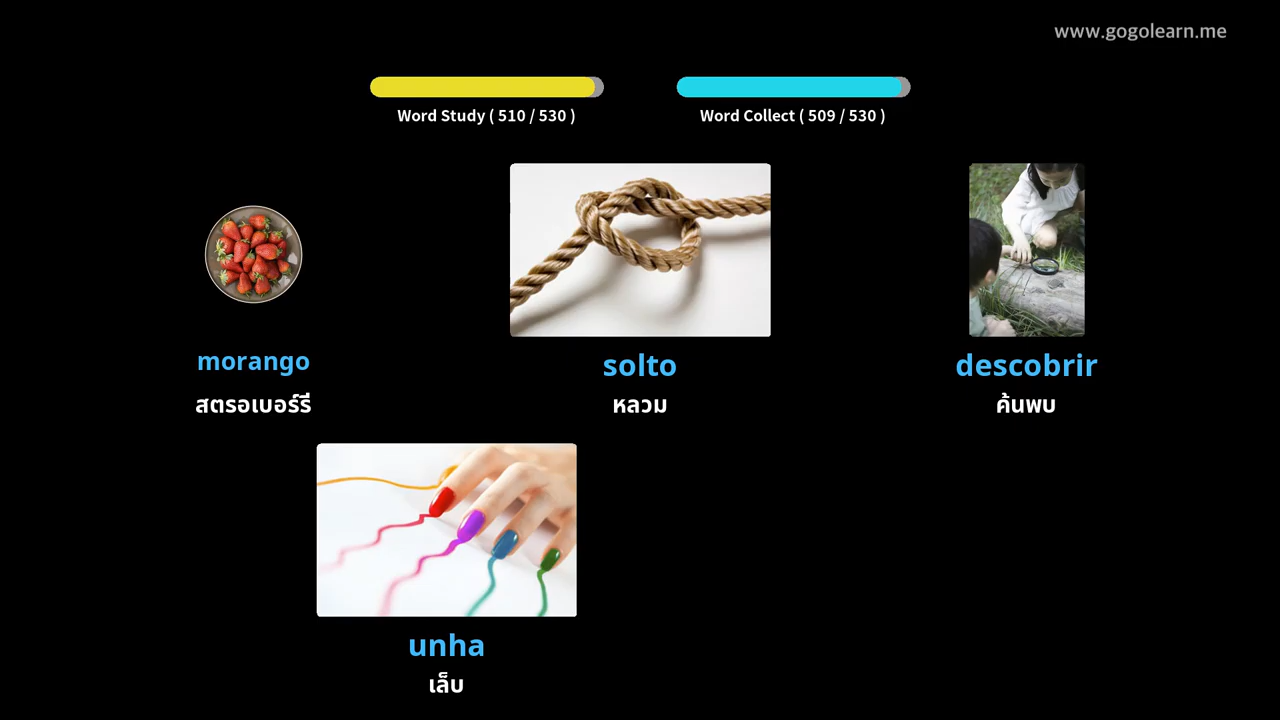 www.gogolearn.me
Word Study ( 510 / 530 )
Word Collect ( 509 / 530 )
morango
สตรอเบอร์รี่
solto
หลวม
descobrir
ค้นพบ
unha
เล็บ